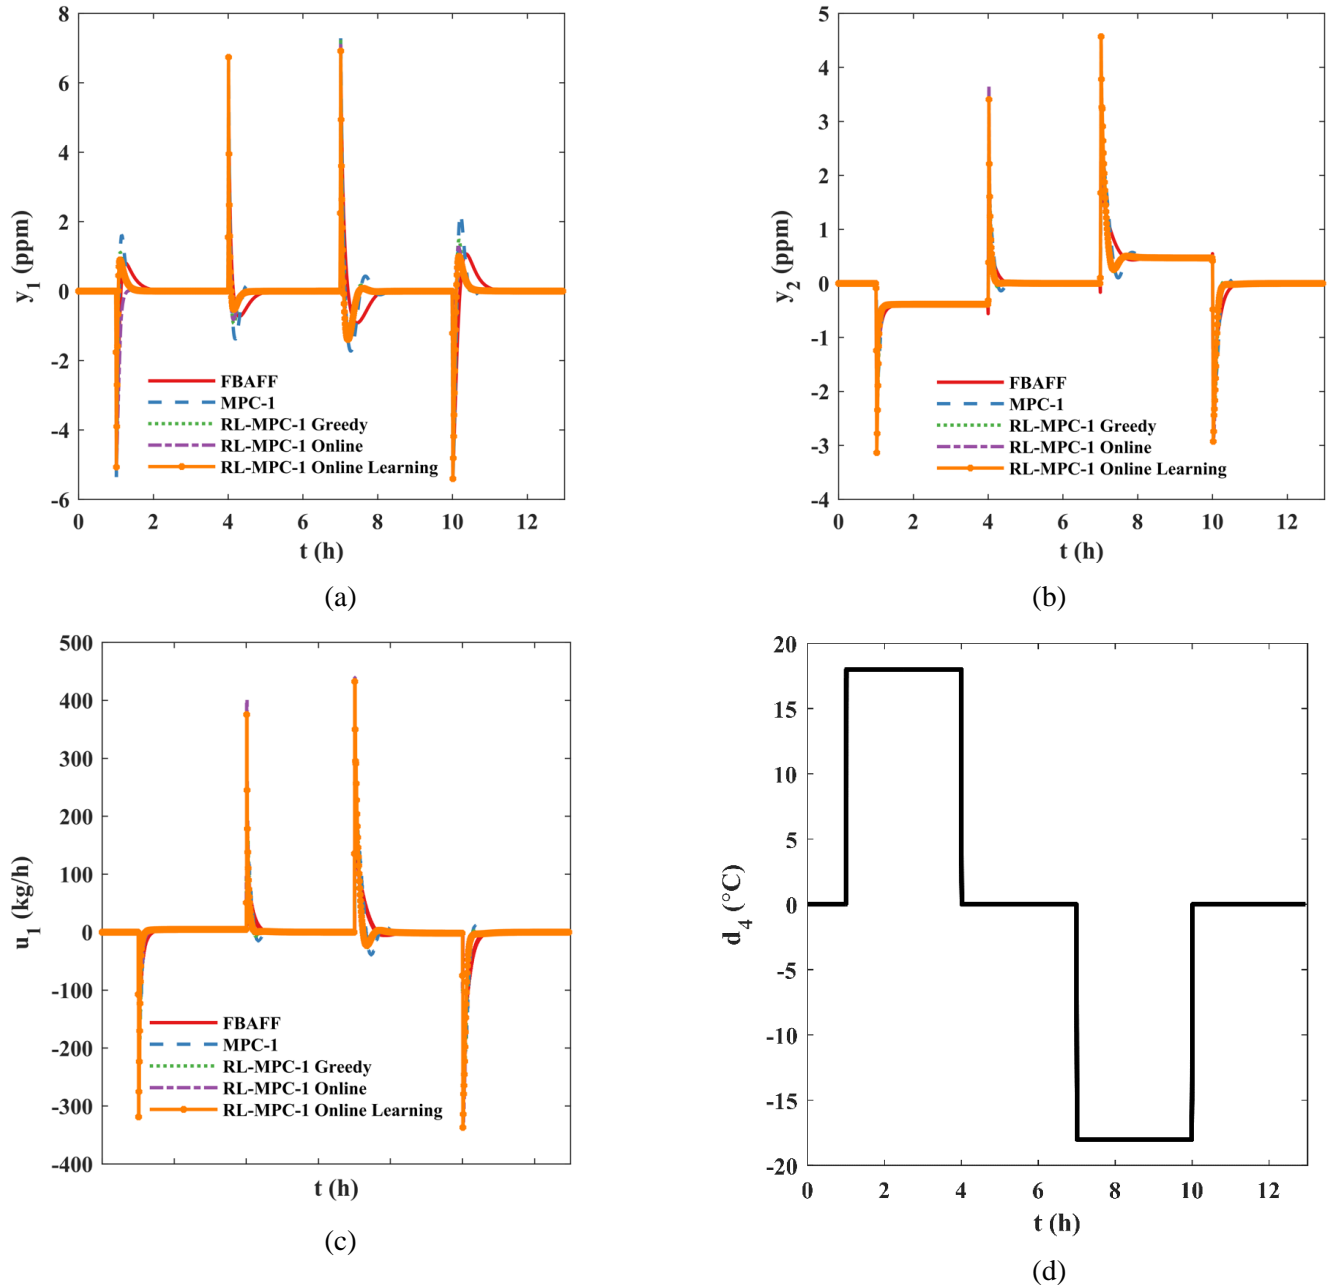 8
6
4
2
0
-2
-4
-6
0 2 4 6 8 10 12
y1 (ppm)
t (h)
FBAFF
MPC-1
RL-MPC-1 Greedy
RL-MPC-1 Online
RL-MPC-1 Online Learning
(a)
5
4
3
2
1
0
-1
-2
-3
-4
0 2 4 6 8 10 12
y2 (ppm)
t (h)
FBAFF
MPC-1
RL-MPC-1 Greedy
RL-MPC-1 Online
RL-MPC-1 Online Learning
(b)
500
400
300
200
100
0
-100
-200
-300
-400
u1 (kg/h)
t (h)
FBAFF
MPC-1
RL-MPC-1 Greedy
RL-MPC-1 Online
RL-MPC-1 Online Learning
(c)
20
15
10
5
0
-5
-10
-15
-20
0 2 4 6 8 10 12
d4 (°C)
t (h)
(d)